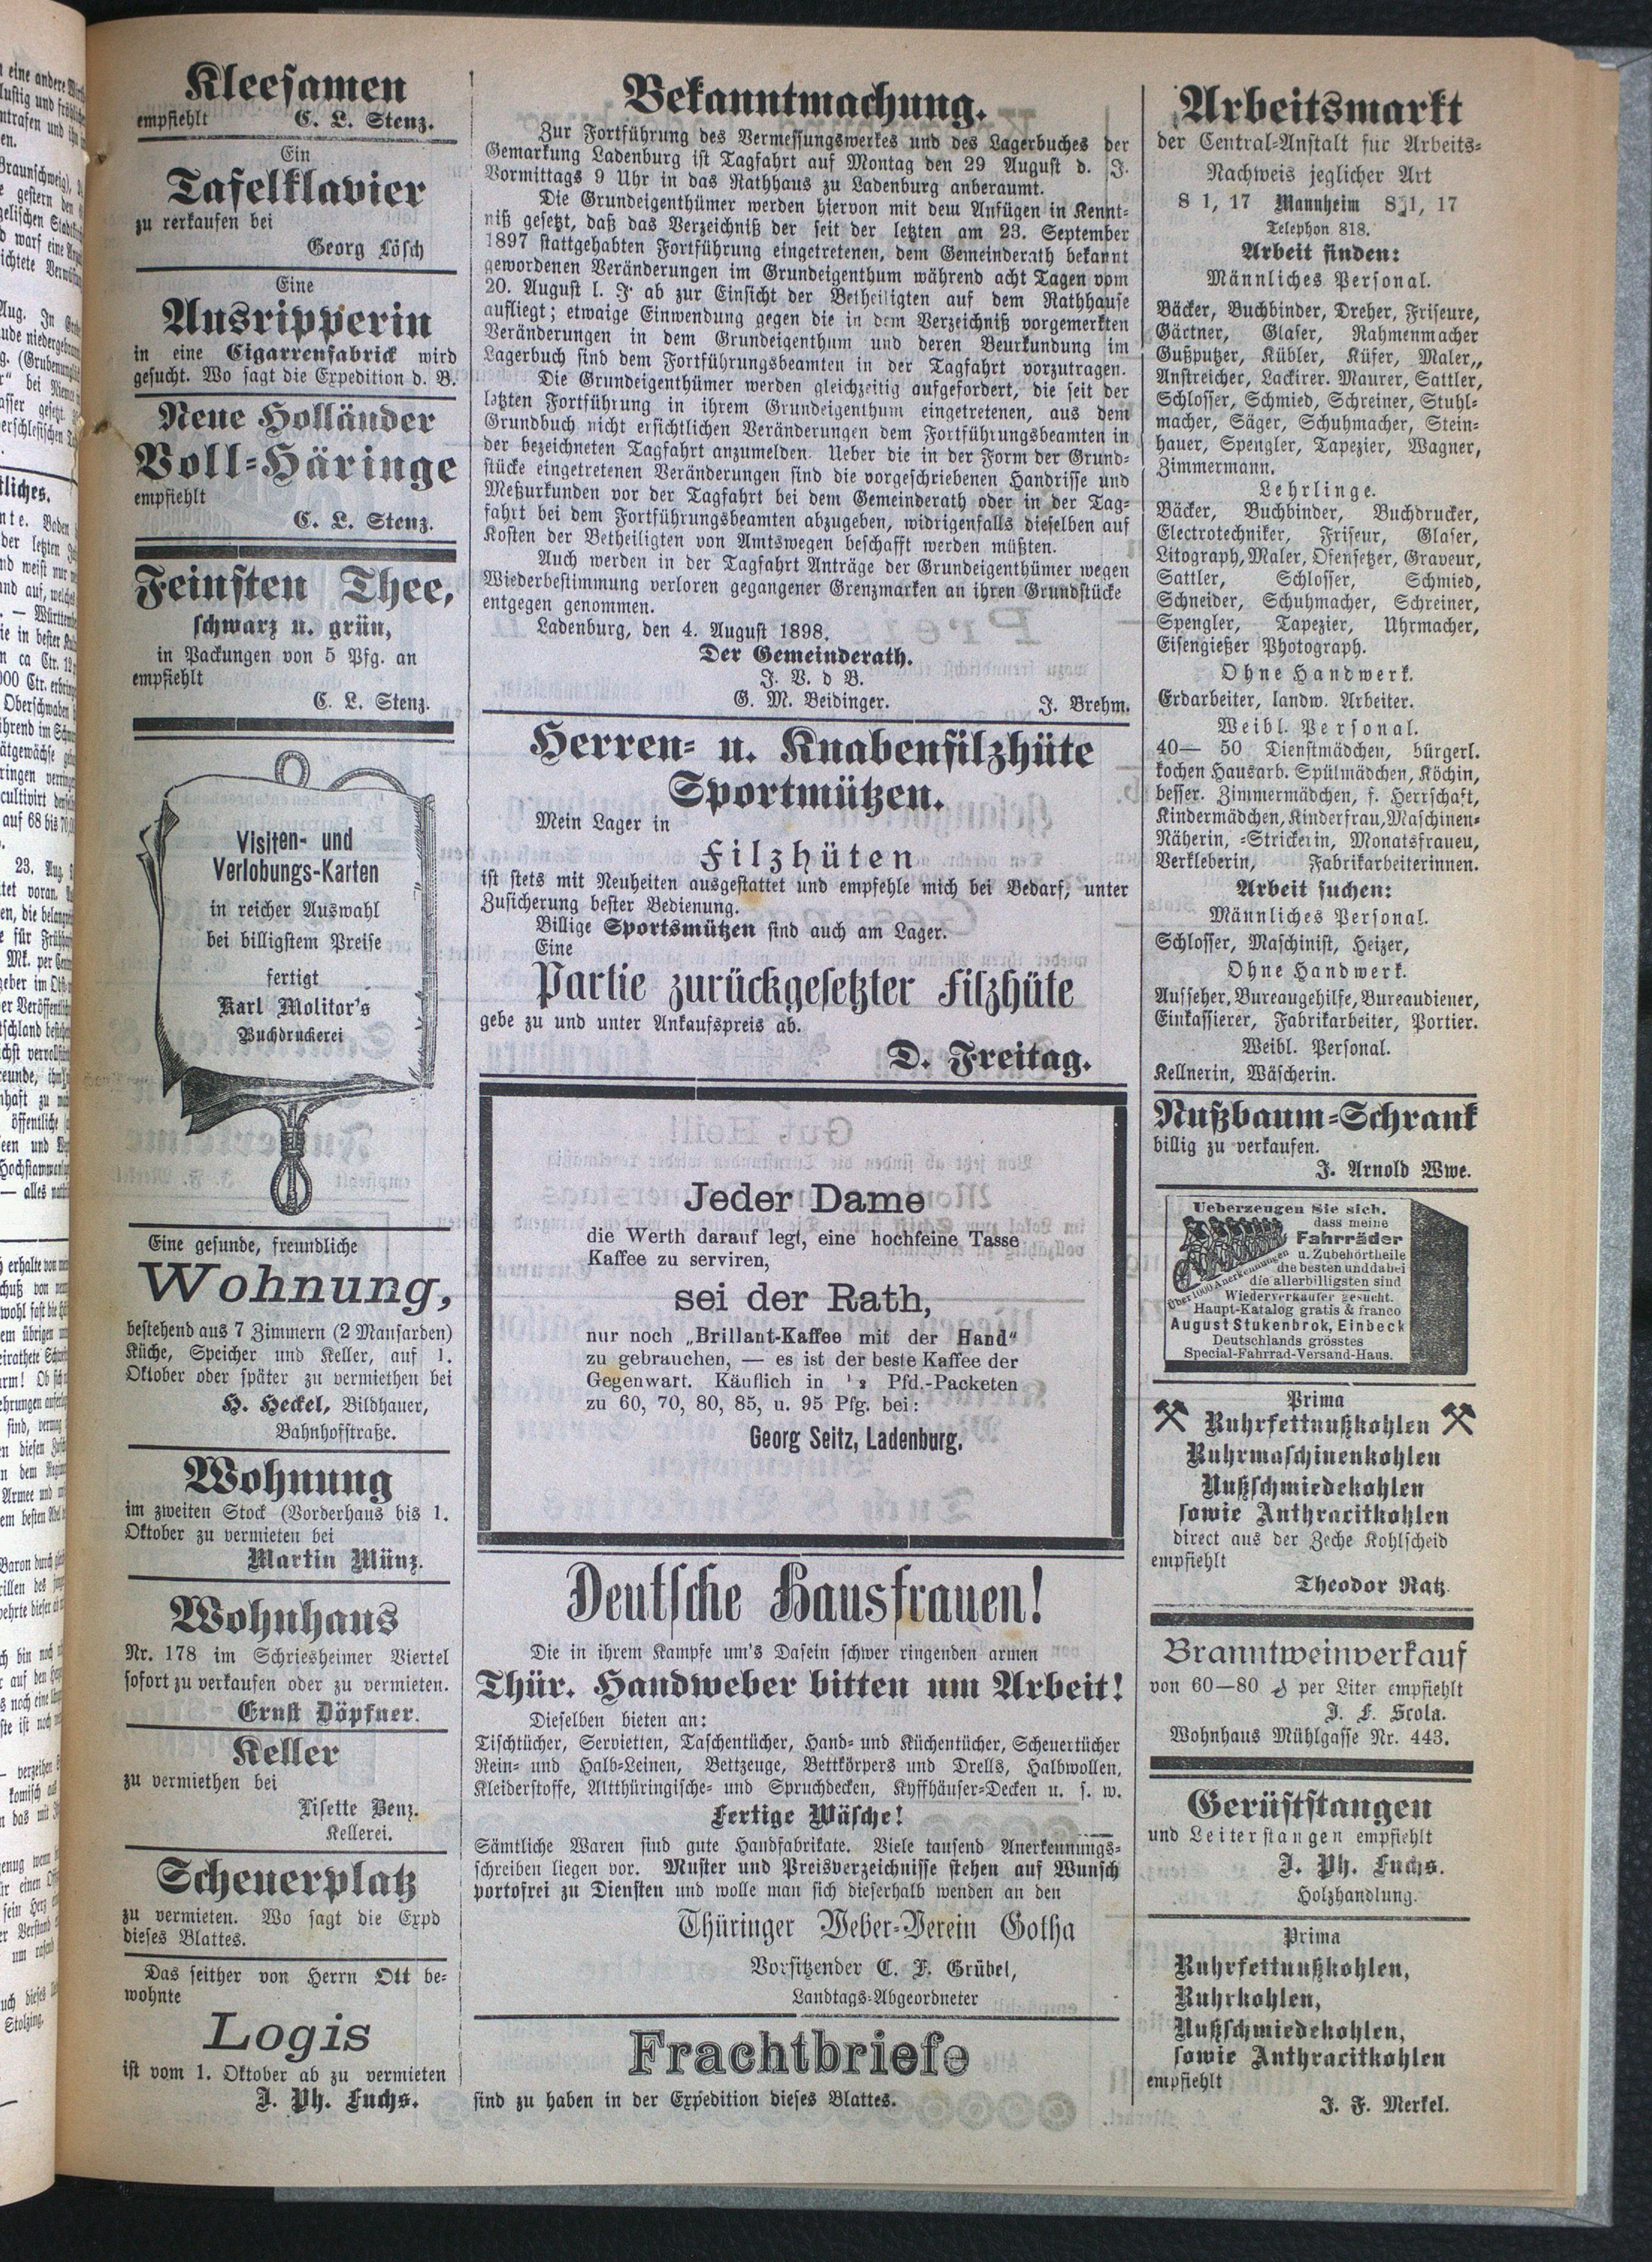 Kleesamen
empfiehlt C. L. Stenz.
Ein
Tafelklavier
zu rerkaufen bei
Georg Lösch
Eine
Ausripperin
in eine Cigarrenfabrick wird
gesucht. Wo sagt die Expedition d. B.
Neue Holländer
Voll-Häringe
empfiehlt
C. L. Stenz.
Feinsten Thee,
schwarz u. grün,
in Packungen von 5 Pfg. an
empfiehlt
C. L. Stenz.
Visiten- und
Verlobungs-Karten
in reicher Auswahl
bei billigstem Preise
fertigt
Karl Molitor's
Buchdruckerei
Eine gesunde, freundliche
Wohnung,
bestehend aus 7 Zimmern (2 Mansarden)
Küche, Speicher und Keller, auf 1.
Oktober oder später zu vermiethen bei
H. Heckel, Bildhauer,
Bahnhofstraße.
Wohnung
im zweiten Stock (Vorderhaus bis 1.
Oktober zu vermieten bei
Martin Münz.
Wohnhaus
Nr. 178 im Schriesheimer Viertel
sofort zu verkaufen oder zu vermieten.
Ernst Döpfner.
Keller
zu vermiethen bei
Lisette Benz.
Kellerei.
Scheuerplatz
zu vermieten. Wo sagt die Expd
dieses Blattes.
Das seither von Herrn Ott be-
wohnte
Logis
ist vom 1. Oktober ab zu vermieten
J. Ph. Fuchs.
Bekanntmachung.
Zur Fortführung des Vermessungswerkes und des Lagerbuches der
Gemarkung Ladenburg ist Tagfahrt auf Montag den 29 August d. J.
Vormittags 9 Uhr in das Rathhaus zu Ladenburg anberaumt.
Die Grundeigenthümer werden hiervon mit dem Anfügen in Kennt-
niß gesetzt, daß das Verzeichniß der seit der letzten am 23. September
1897 stattgehabten Fortführung eingetretenen, dem Gemeinderath bekannt
gewordenen Veränderungen im Grundeigenthum während acht Tagen vom
20. August l. J ab zur Einsicht der Betheiligten auf dem Rathhause
aufliegt; etwaige Einwendung gegen die in dem Verzeichniß vorgemerkten
Veränderungen in dem Grundeigenthum und deren Beurkundung im
Lagerbuch sind dem Fortführungsbeamten in der Tagfahrt vorzutragen.
Die Grundeigenthümer werden gleichzeitig aufgefordert, die seit der
letzten Fortführung in ihrem Grundeigenthum eingetretenen, aus dem
Grundbuch nicht ersichtlichen Veränderungen dem Fortführungsbeamten in
der bezeichneten Tagfahrt anzumelden. Ueber die in der Form der Grund-
stücke eingetretenen Veränderungen sind die vorgeschriebenen Handrisse und
Meßurkunden vor der Tagfahrt bei dem Gemeinderath oder in der Tag-
fahrt bei dem Fortführungsbeamten abzugeben, widrigenfalls dieselben auf
Kosten der Betheiligten von Amtswegen beschafft werden müßten.
Auch werden in der Tagfahrt Anträge der Grundeigenthümer wegen
Wiederbestimmung verloren gegangener Grenzmarken an ihren Grundstücke
entgegen genommen.
Ladenburg, den 4. August 1898.
Der Gemeinderath.
J. V. d B.
G. M. Beidinger. J. Brehm.
Herren- u. Knabenfilzhüte
Sportmützen.
Mein Lager in
Filzhüten
ist stets mit Neuheiten ausgestattet und empfehle mich bei Bedarf, unter
Zusicherung bester Bedienung.
Billige Sportsmützen sind auch am Lager.
Eine
Partie zurückgesetzter Filzhüte
gebe zu und unter Ankaufspreis ab.
D. Freitag.
Jeder Dame
die Werth darauf legt, eine hochfeine Tasse
Kaffee zu serviren,
sei der Rath,
nur noch „Brillant-Kaffee mit der Hand“
zu gebrauchen, — es ist der beste Kaffee der
Gegenwart. Käuflich in ½ Pfd.-Packeten
zu 60, 70, 80, 85, u. 95 Pfg. bei:
Georg Seitz, Ladenburg.
Deutsche Hausfrauen!
Die in ihrem Kampfe um's Dasein schwer ringenden armen
Thür. Handweber bitten um Arbeit!
Dieselben bieten an:
Tischtücher, Servietten, Taschentücher, Hand- und Küchentücher, Scheuertücher
Rein- und Halb-Leinen, Bettzeuge, Bettkörpers und Drells, Halbwollen,
Kleiderstoffe, Altthüringische- und Spruchdecken, Kyffhäuser-Decken u. s. w.
Fertige Wäsche!
Sämtliche Waren sind gute Handfabrikate. Viele tausend Anerkennungs-
schreiben liegen vor. Muster und Preisverzeichnisse stehen auf Wunsch
portofrei zu Diensten und wolle man sich dieserhalb wenden an den
Thüringer Weber-Verein Gotha
Vorsitzender C. F. Grübel,
Landtags-Abgeordneter
Frachtbriefe
sind zu haben in der Expedition dieses Blattes.
Arbeitsmarkt
der Central-Anstalt für Arbeits-
Nachweis jeglicher Art
S 1, 17 Mannheim S 1, 17
Telephon 818.
Arbeit finden:
Männliches Personal.
Bäcker, Buchbinder, Dreher, Friseure,
Gärtner, Glaser, Rahmenmacher
Gußputzer, Kübler, Küfer, Maler,,
Anstreicher, Lackirer. Maurer, Sattler,
Schlosser, Schmied, Schreiner, Stuhl-
macher, Säger, Schuhmacher, Stein-
hauer, Spengler, Tapezier, Wagner,
Zimmermann.
Lehrlinge.
Bäcker, Buchbinder, Buchdrucker,
Electrotechniker, Friseur, Glaser,
Litograph, Maler, Ofensetzer, Graveur,
Sattler, Schlosser, Schmied,
Schneider, Schuhmacher, Schreiner,
Spengler, Tapezier, Uhrmacher,
Eisengießer Photograph.
Ohne Handwerk.
Erdarbeiter, landw. Arbeiter.
Weibl. Personal.
40— 50 Dienstmädchen, bürgerl.
kochen Hausarb. Spülmädchen, Köchin,
besser. Zimmermädchen, f. Herrschaft,
Kindermädchen, Kinderfrau, Maschinen-
Näherin, -Strickerin, Monatsfrauen,
Verkleberin, Fabrikarbeiterinnen.
Arbeit suchen:
Männliches Personal.
Schlosser, Maschinist, Heizer,
Ohne Handwerk.
Aufseher, Bureaugehilfe, Bureaudiener,
Einkassierer, Fabrikarbeiter, Portier.
Weibl. Personal.
Kellnerin, Wäscherin.
Nußbaum-Schrank
billig zu verkaufen.
J. Arnold Wwe.
Ueberzeugen Sie sich,
dass meine
Fahrräder
u. Zubehörtheile
die besten und dabei
die allerbilligsten sind
Über 1000 Anerkennungen
Wiederverkäufer gesucht.
Haupt-Katalog gratis & franco
August Stukenbrok, Einbeck
Deutschlands grösstes
Special-Fahrrad-Versand-Haus.
Prima
Ruhrfettnußkohlen
Ruhrmaschinenkohlen
Nußschmiedekohlen
sowie Anthracitkohlen
direct aus der Zeche Kohlscheid
empfiehlt
Theodor Ratz.
Branntweinverkauf
von 60—80 ₰ per Liter empfiehlt
J. F. Scola.
Wohnhaus Mühlgasse Nr. 443.
Gerüststangen
und Leiterstangen empfiehlt
J. Ph. Fuchs.
Holzhandlung.
Prima
Ruhrfettnußkohlen,
Ruhrkohlen,
Nußschmiedekohlen,
sowie Anthracitkohlen
empfiehlt
J. F. Merkel.